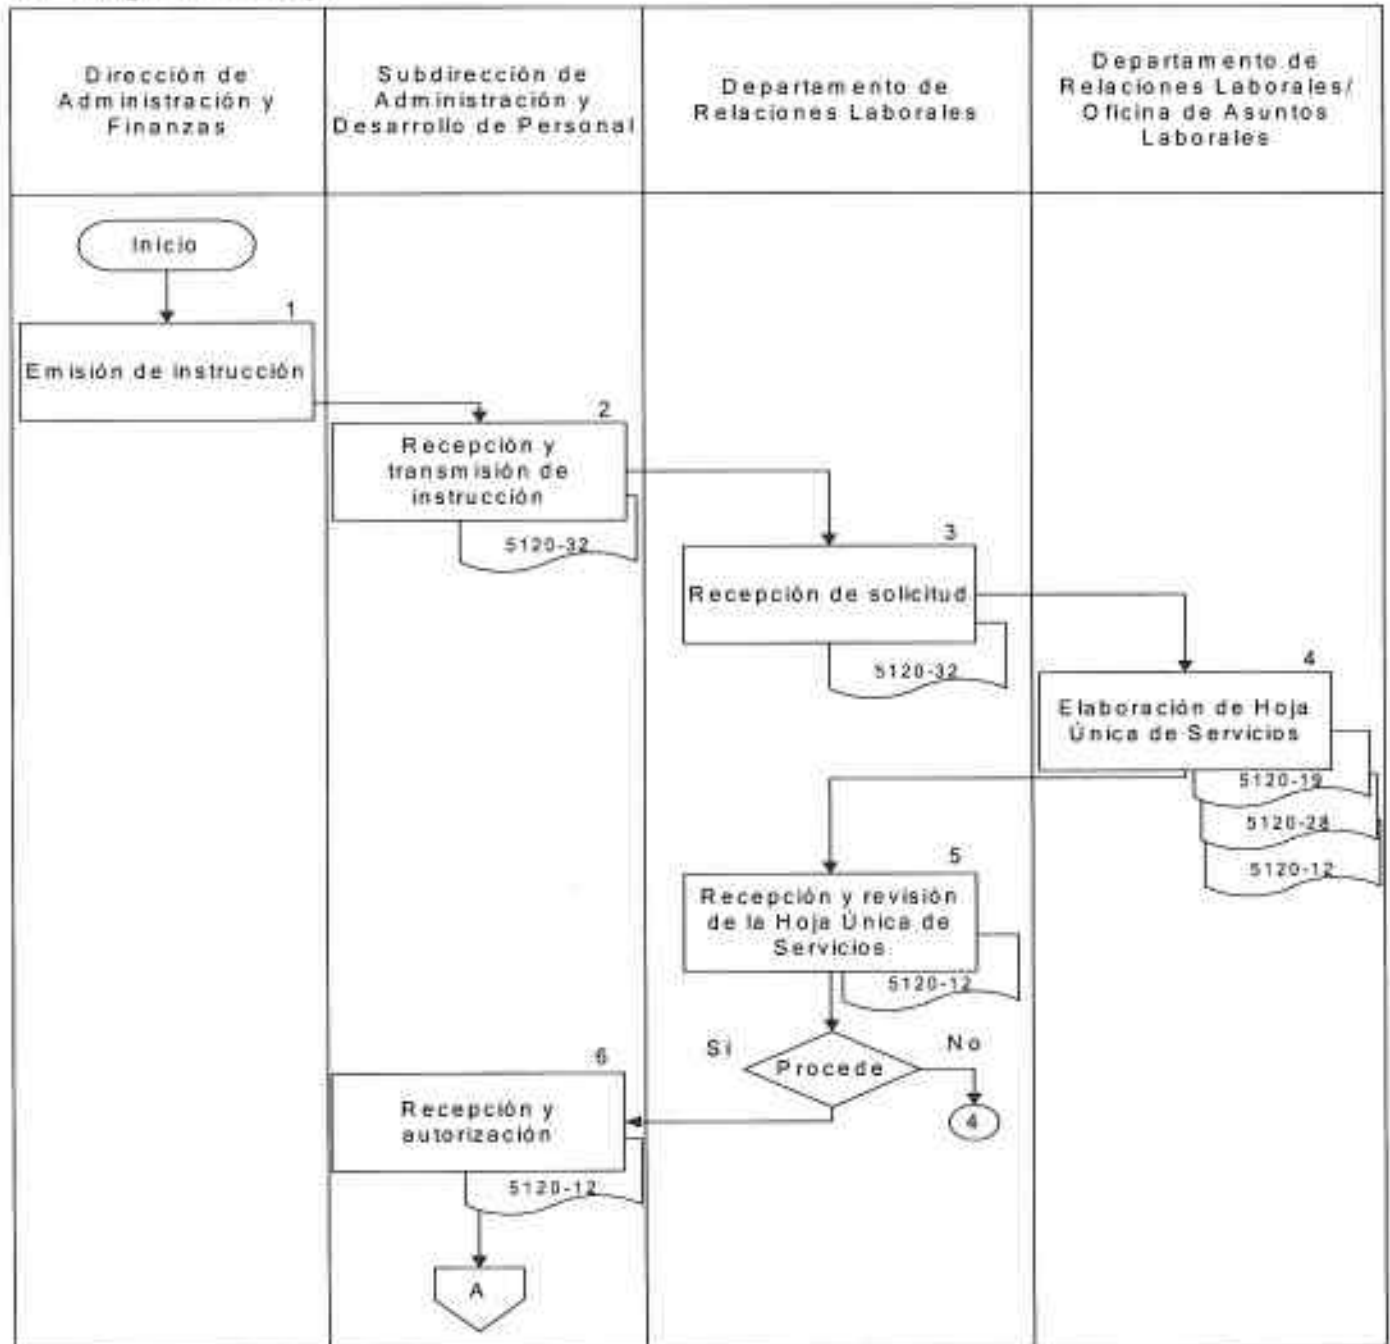 Dirección de
Administración y
Finanzas
Subdirección de
Administración y
Desarrollo de Personal
Departamento de
Relaciones Laborales
Departamento de
Relaciones Laborales/
Oficina de Asuntos
Laborales
Inicio
1
Emisión de instrucción
2
Recepción y
transmisión de
instrucción
5120-32
3
Recepción de solicitud
5120-32
4
Elaboración de Hoja
Única de Servicios
5120-19
5120-28
5120-12
5
Recepción y revisión
de la Hoja Única de
Servicios
5120-12
Si
Procede
No
4
6
Recepción y
autorización
5120-12
A